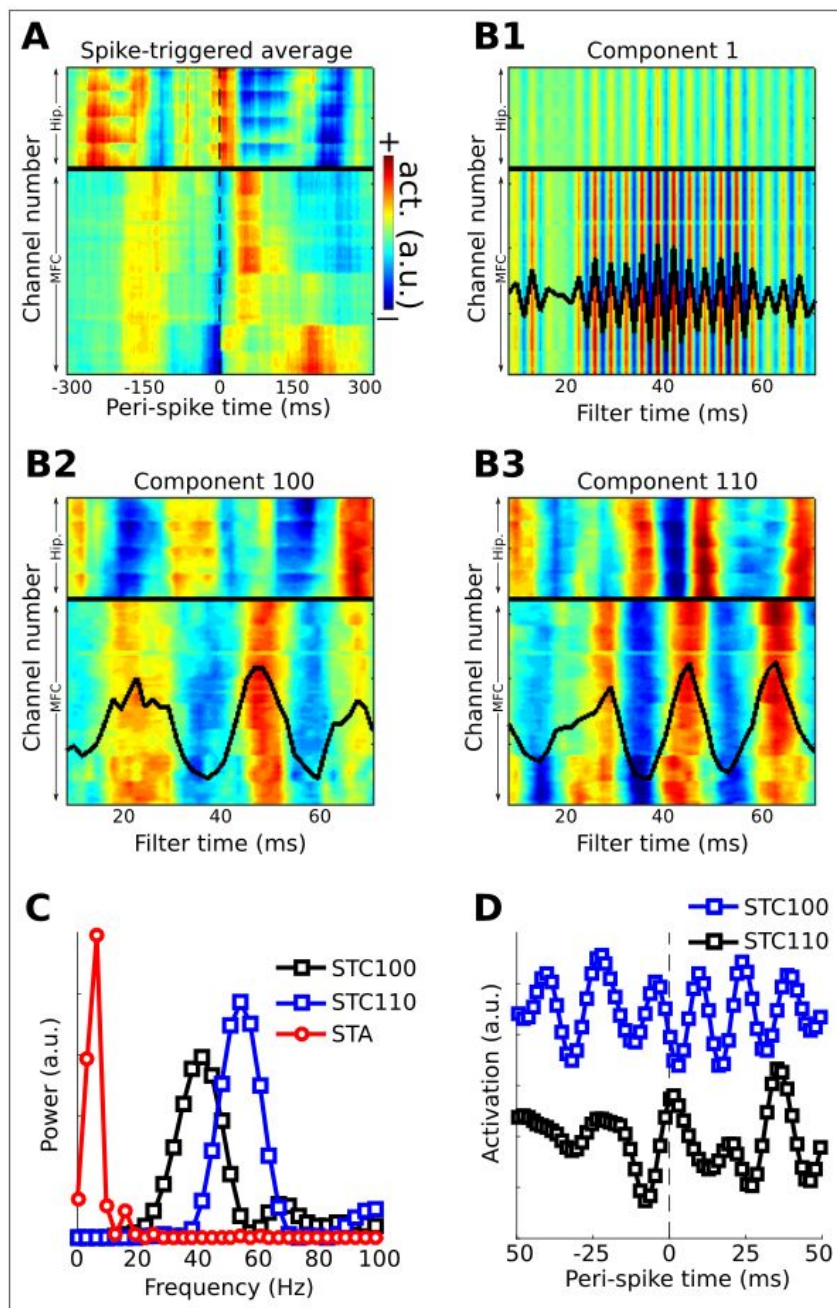 A
Spike-triggered average
Channel number
Hip.
MFC
+
act. (a.u.)
–
-300 -150 0 150 300
Peri-spike time (ms)
B1
Component 1
Channel number
Hip.
MFC
20 40 60
Filter time (ms)
B2
Component 100
Channel number
Hip.
MFC
20 40 60
Filter time (ms)
B3
Component 110
Channel number
Hip.
MFC
20 40 60
Filter time (ms)
C
STC100
STC110
STA
Power (a.u.)
0 20 40 60 80 100
Frequency (Hz)
D
STC100
STC110
Activation (a.u.)
50 -25 0 25 50
Peri-spike time (ms)